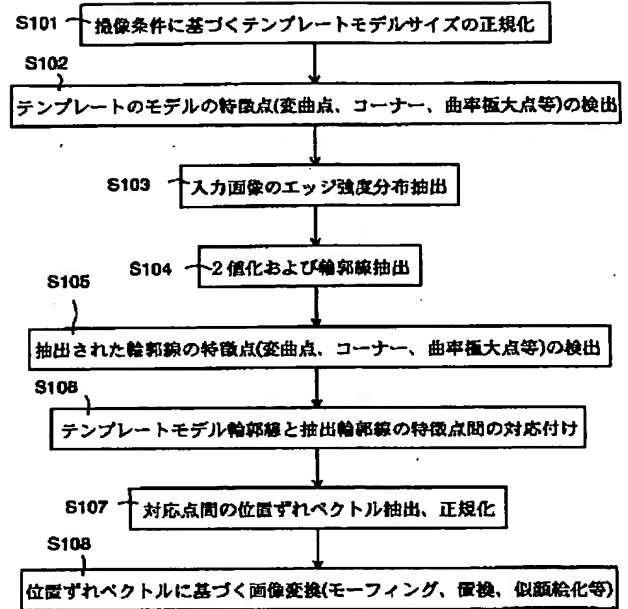 S101
撮像条件に基づくテンプレートモデルサイズの正規化
S102
テンプレートのモデルの特徴点(変曲点、コーナー、曲率極大点等)の検出
S103
入力画像のエッジ強度分布抽出
S104
2値化および輪郭線抽出
S105
抽出された輪郭線の特徴点(変曲点、コーナー、曲率極大点等)の検出
S106
テンプレートモデル輪郭線と抽出輪郭線の特徴点間の対応付け
S107
対応点間の位置ずれベクトル抽出、正規化
S108
位置ずれベクトルに基づく画像変換(モーフィング、置換、似顔絵化等)